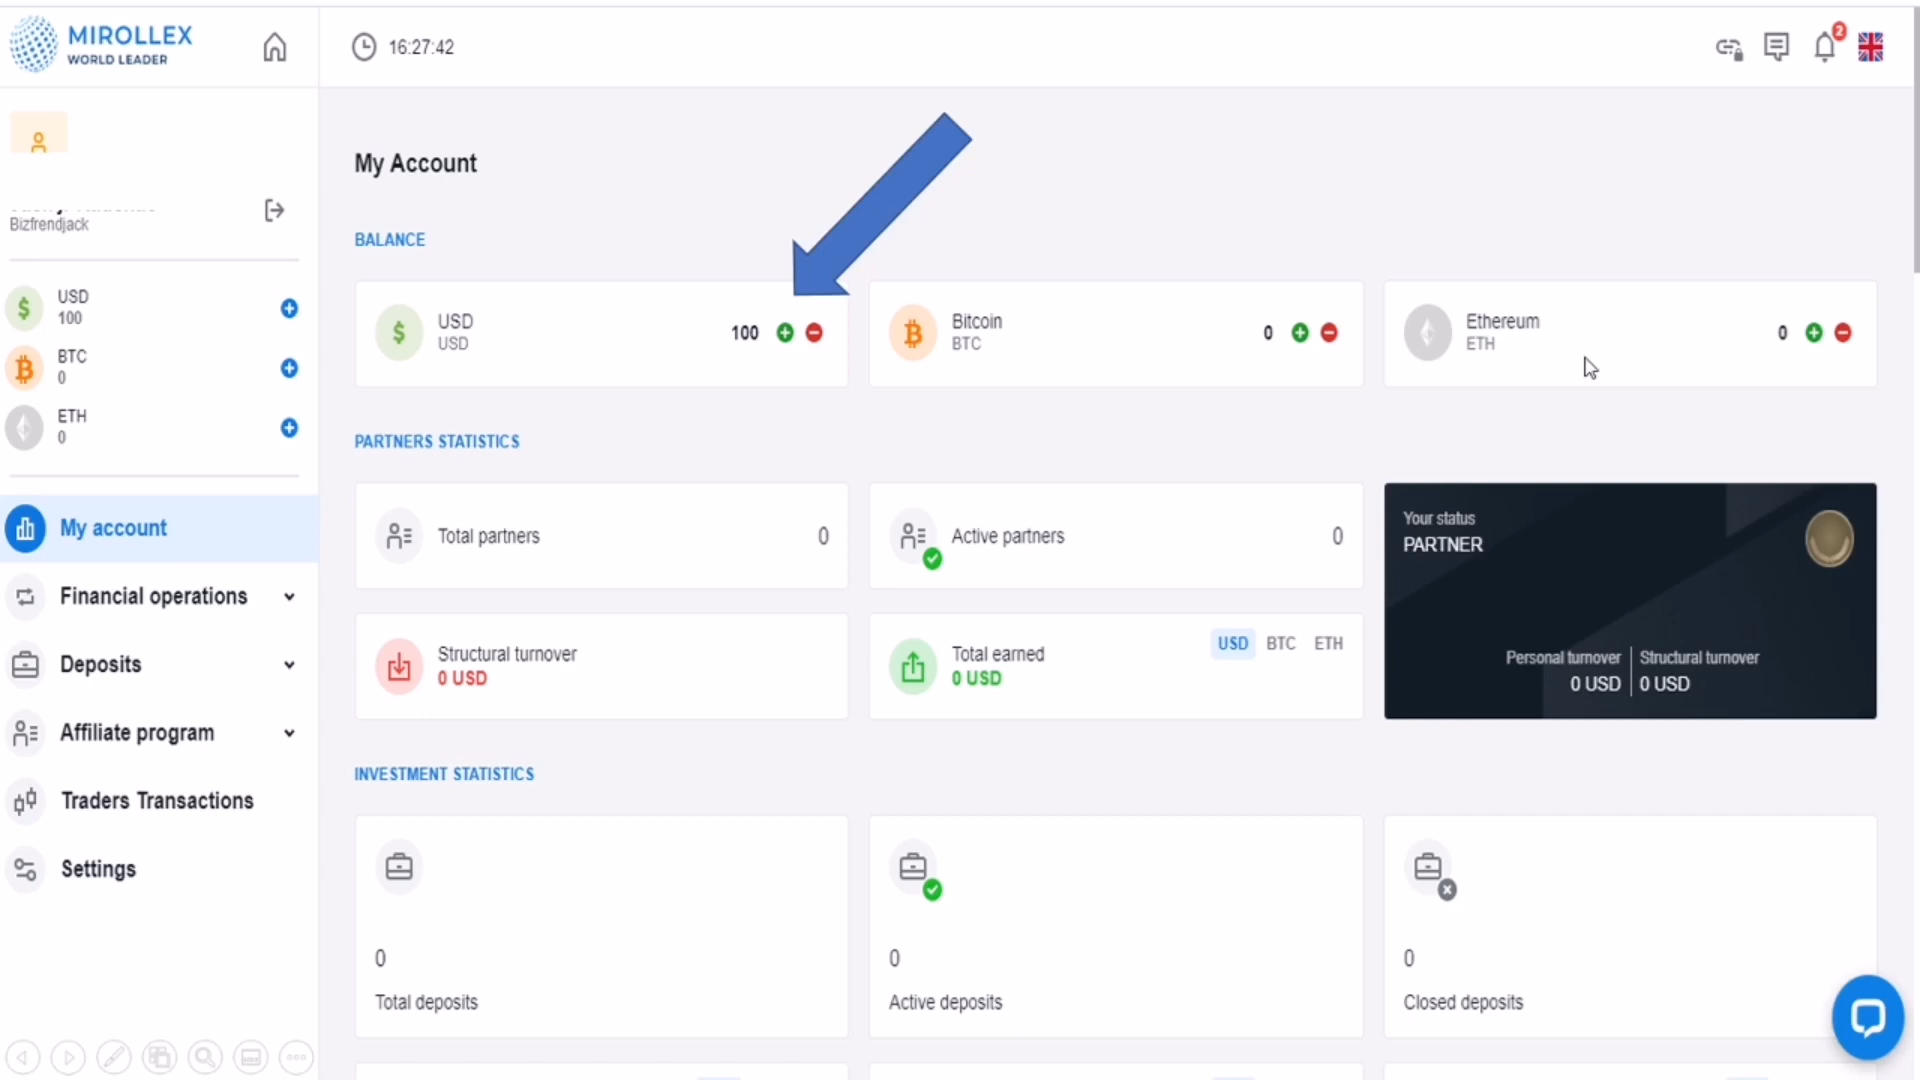 MIROLLEX
WORLD LEADER
16:27:42
2
Bizfrendjack
USD
100
BTC
0
ETH
0
My account
Financial operations
Deposits
Affiliate program
Traders Transactions
Settings
My Account
BALANCE
USD
USD
100
Bitcoin
BTC
0
Ethereum
ETH
0
PARTNERS STATISTICS
Total partners
0
Active partners
0
Your status
PARTNER
Personal turnover
0 USD
Structural turnover
0 USD
Structural turnover
0 USD
Total earned
0 USD
USD BTC ETH
INVESTMENT STATISTICS
0
Total deposits
0
Active deposits
0
Closed deposits